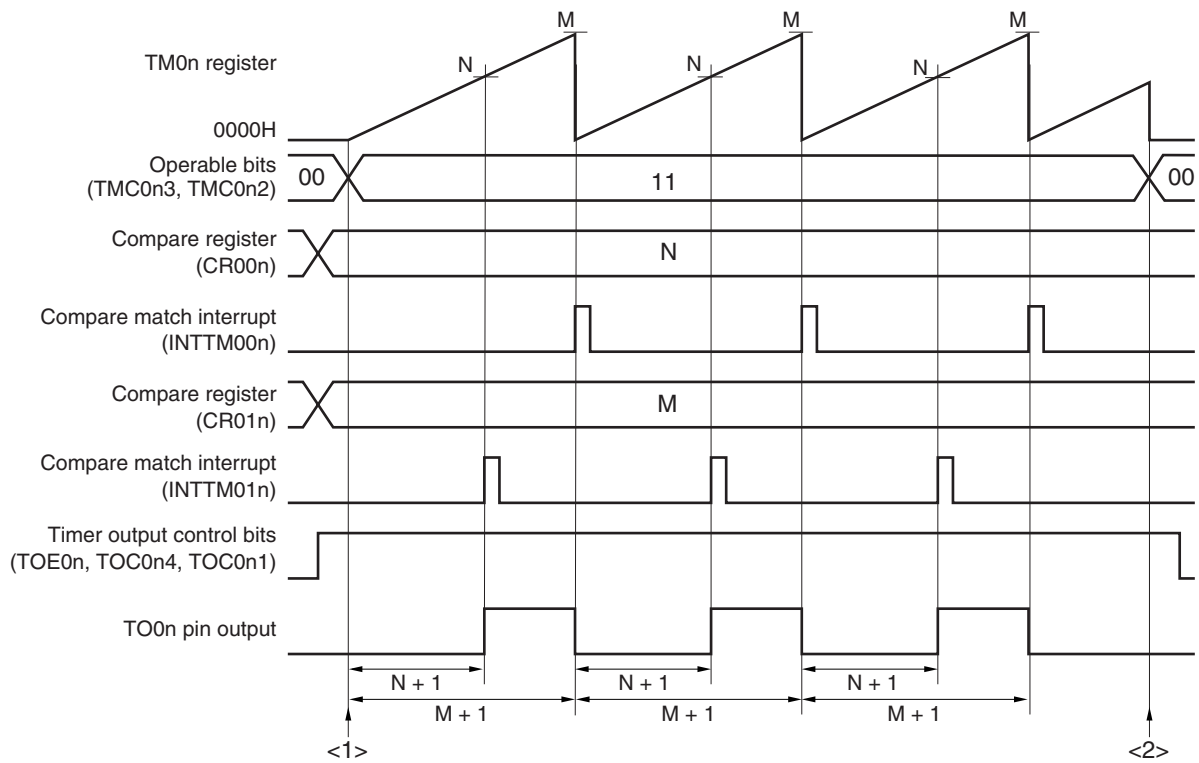 M M M
TM0n register
N N N
0000H
Operable bits
(TMC0n3, TMC0n2)
00 11 00
Compare register
(CR00n)
N
Compare match interrupt
(INTTM00n)
Compare register
(CR01n)
M
Compare match interrupt
(INTTM01n)
Timer output control bits
(TOE0n, TOC0n4, TOC0n1)
TO0n pin output
N + 1 N + 1 N + 1
M + 1 M + 1 M + 1
<1> <2>